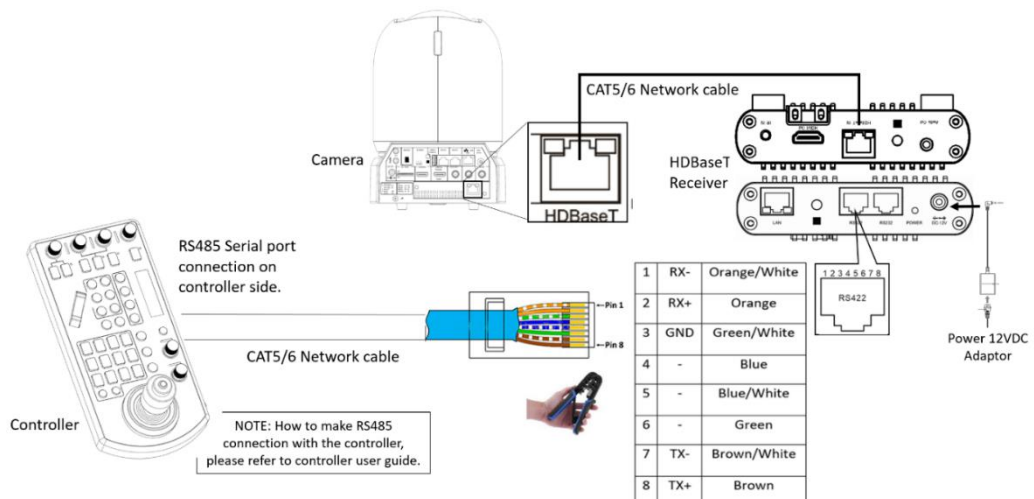 CAT5/6 Network cable
Camera
HDBaseT
HDBaseT
Receiver
LAN
RS232
POWER
DC 12V
RS485 Serial port
connection on
controller side.
Pin 1
Pin 8
CAT5/6 Network cable
1 RX- Orange/White
2 RX+ Orange
3 GND Green/White
4 - Blue
5 - Blue/White
6 - Green
7 TX- Brown/White
8 TX+ Brown
1 2 3 4 5 6 7 8
RS422
Power 12VDC
Adaptor
Controller
NOTE: How to make RS485
connection with the controller,
please refer to controller user guide.